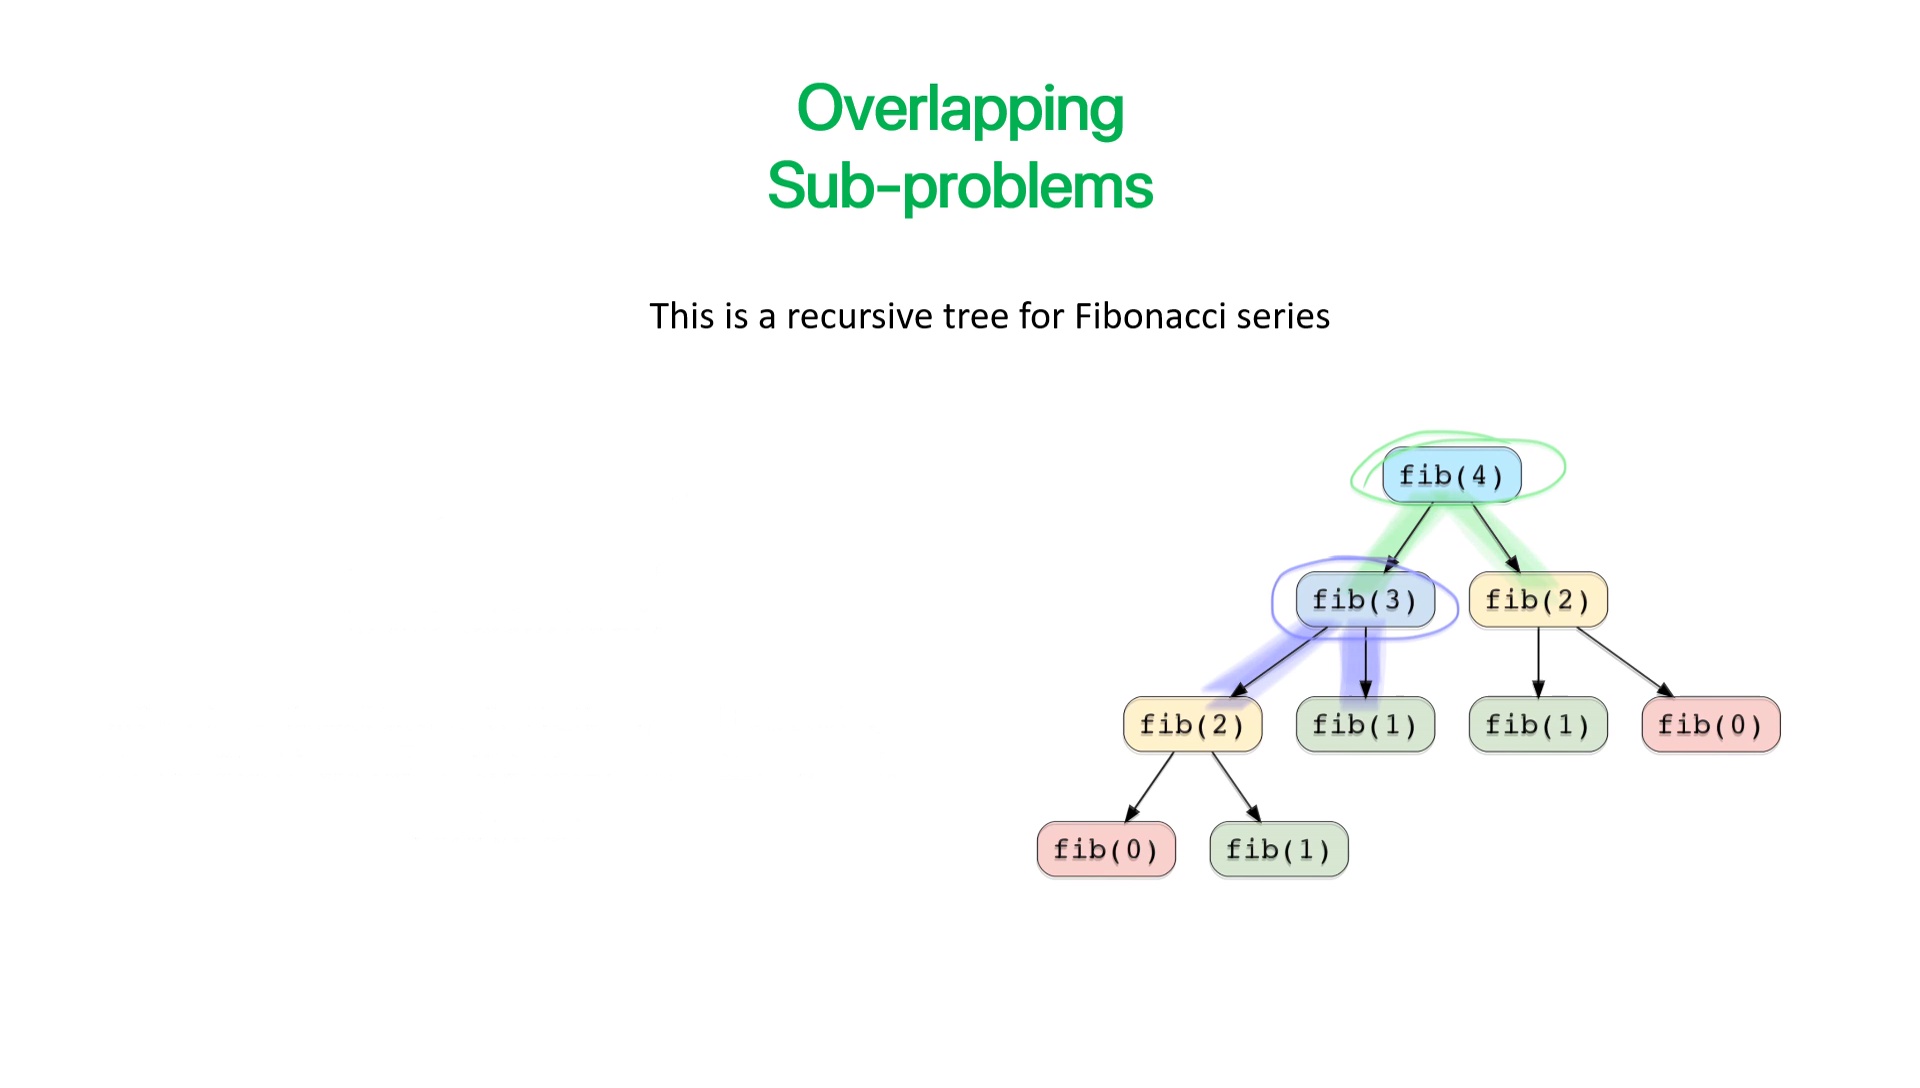 Overlapping
Sub-problems
This is a recursive tree for Fibonacci series
fib(4)
fib(3)
fib(2)
fib(2)
fib(1)
fib(1)
fib(0)
fib(0)
fib(1)